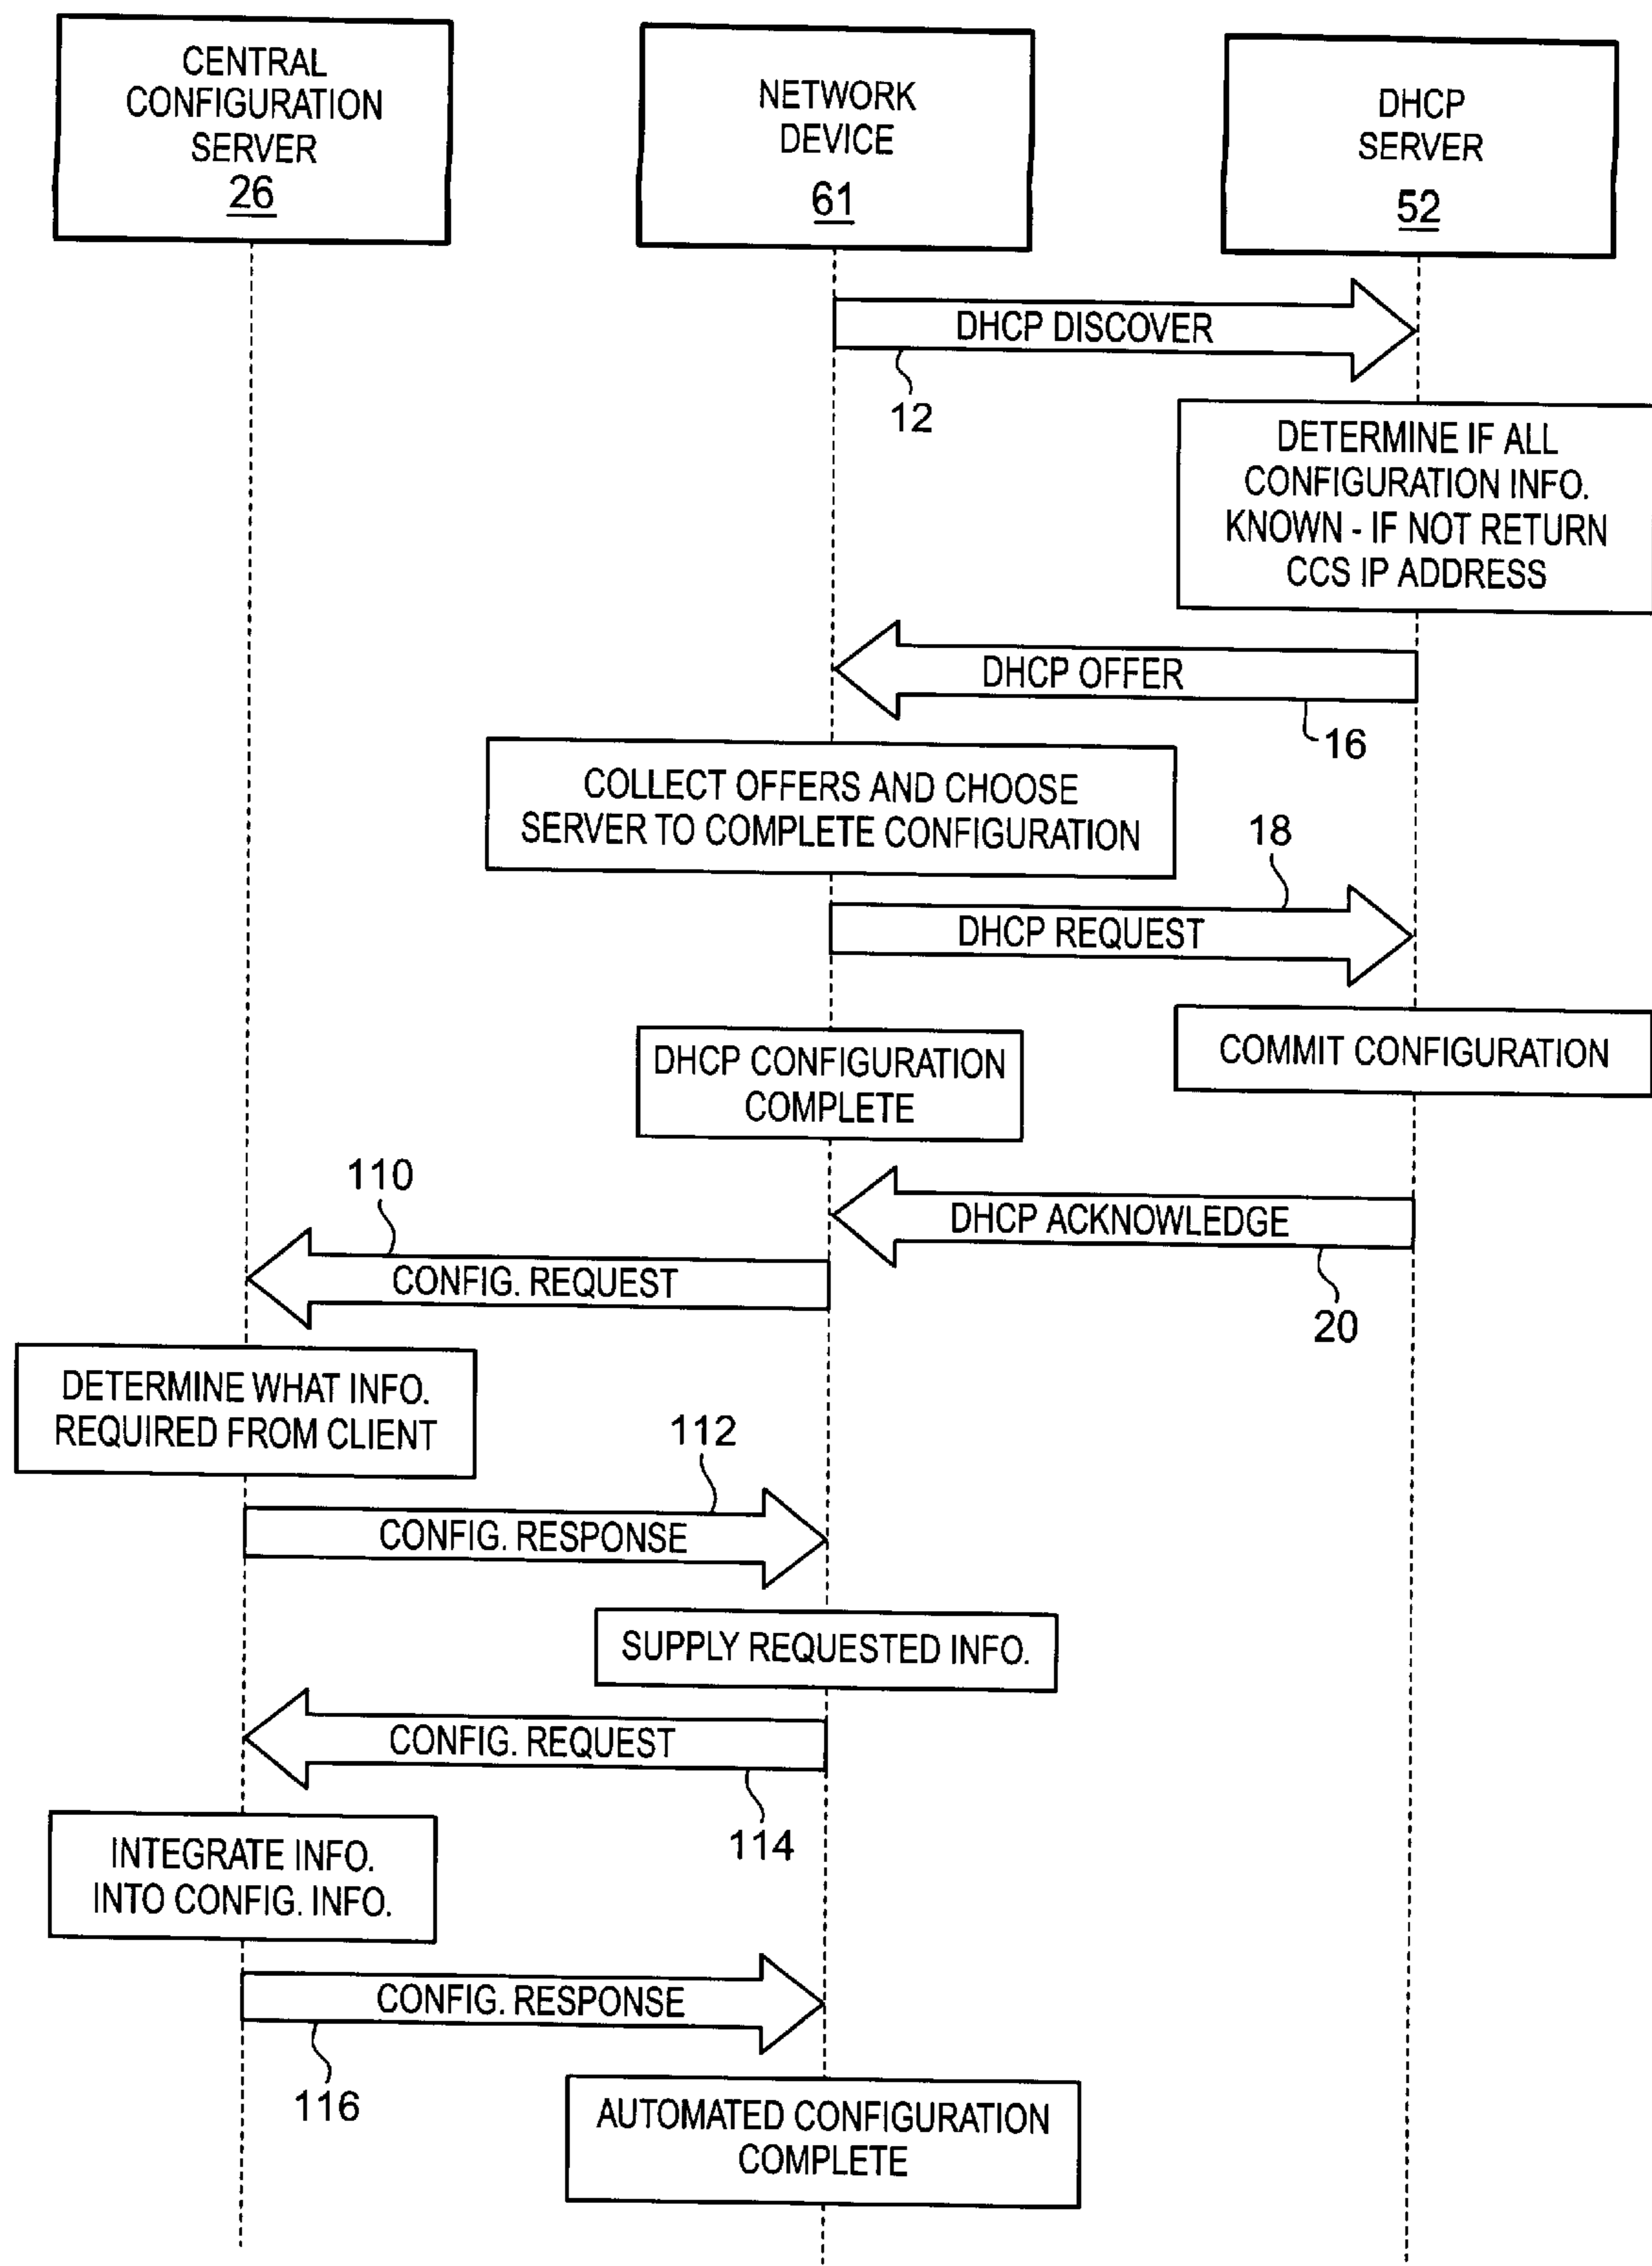 CENTRAL
CONFIGURATION
SERVER
26
NETWORK
DEVICE
61
DHCP
SERVER
52
DHCP DISCOVER
12
DETERMINE IF ALL
CONFIGURATION INFO.
KNOWN - IF NOT RETURN
CCS IP ADDRESS
DHCP OFFER
16
COLLECT OFFERS AND CHOOSE
SERVER TO COMPLETE CONFIGURATION
18
DHCP REQUEST
COMMIT CONFIGURATION
DHCP CONFIGURATION
COMPLETE
DHCP ACKNOWLEDGE
20
110
CONFIG. REQUEST
DETERMINE WHAT INFO.
REQUIRED FROM CLIENT
112
CONFIG. RESPONSE
SUPPLY REQUESTED INFO.
CONFIG. REQUEST
114
INTEGRATE INFO.
INTO CONFIG. INFO.
CONFIG. RESPONSE
116
AUTOMATED CONFIGURATION
COMPLETE